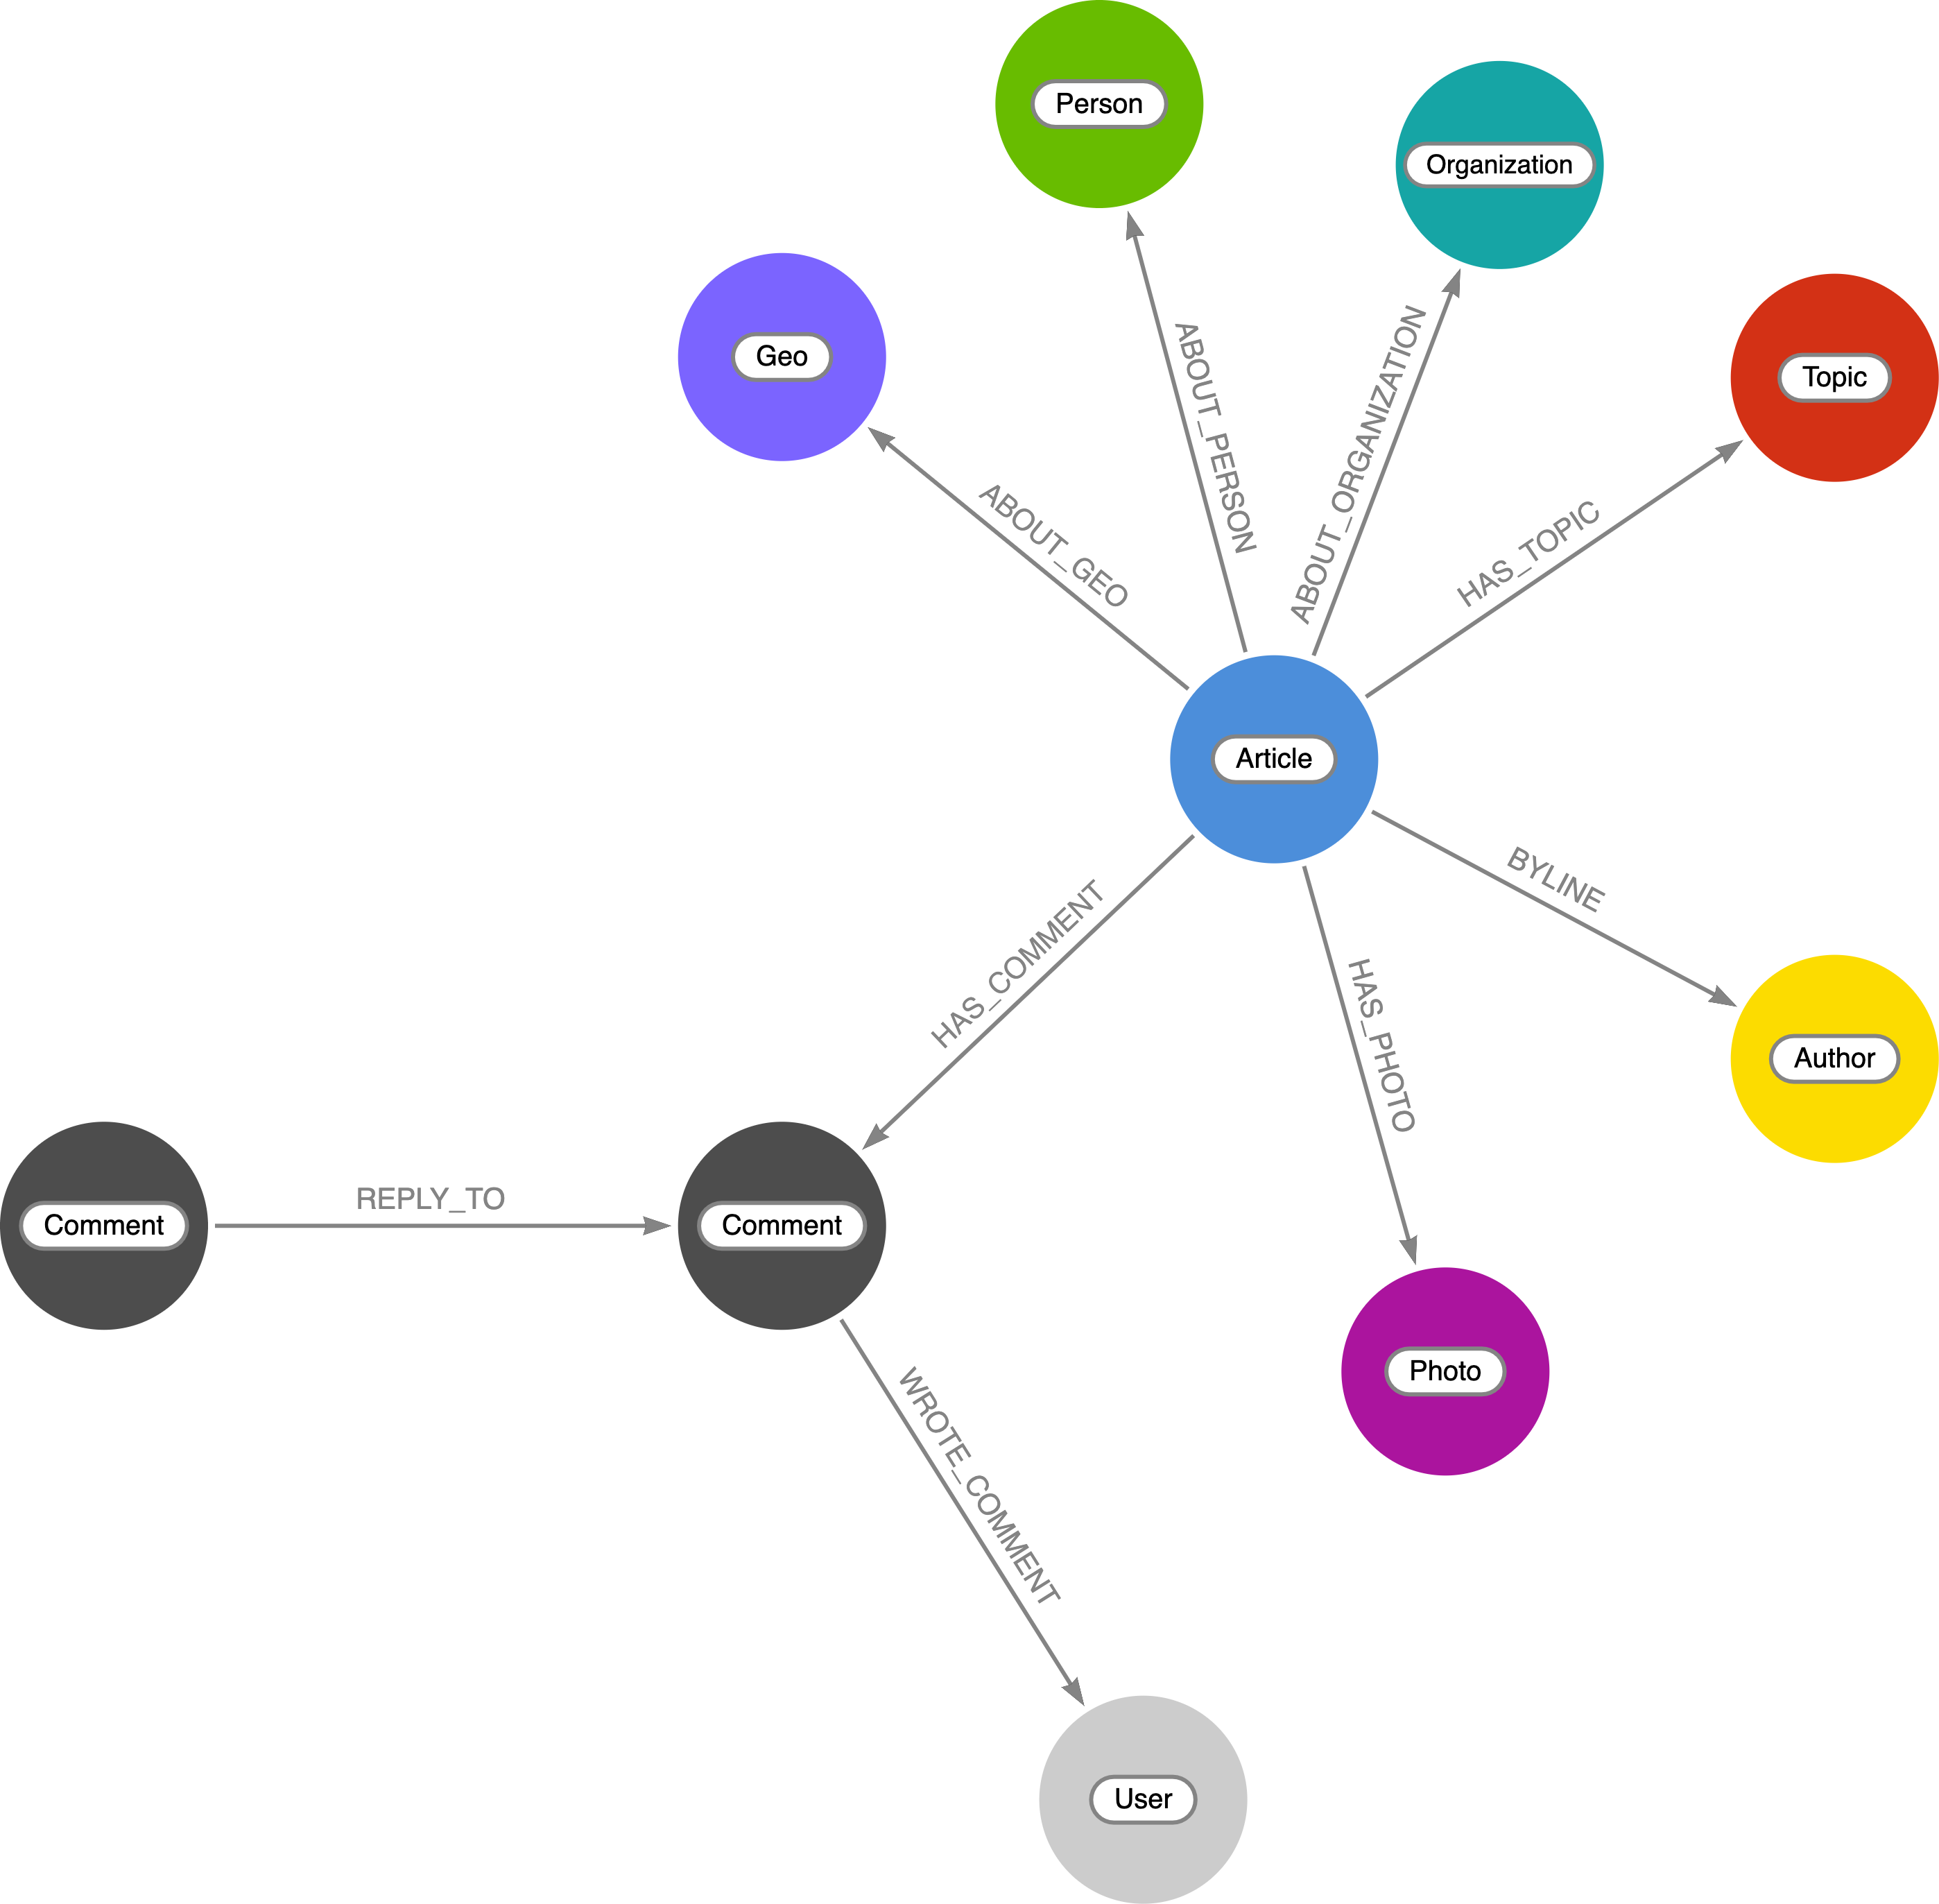 Person
Organization
Geo
Topic
ABOUT_PERSON
ABOUT_ORGANIZATION
ABOUT_GEO
HAS_TOPIC
Article
BYLINE
HAS_COMMENT
HAS_PHOTO
Author
REPLY_TO
Comment
Comment
Photo
WROTE_COMMENT
User